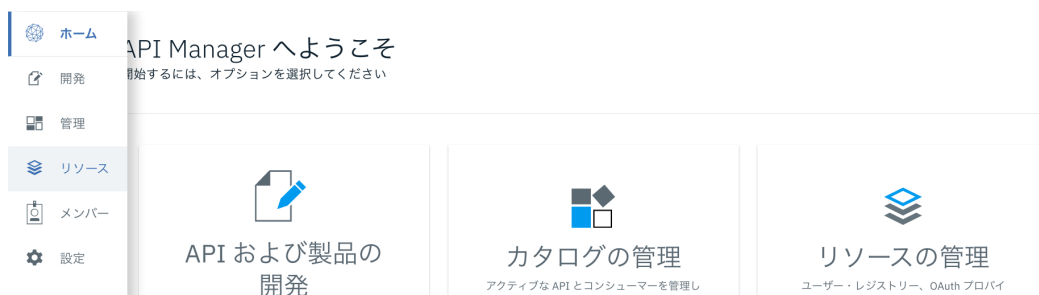 ホーム
開発
管理
リソース
メンバー
設定
API Manager へようこそ
開始するには、オプションを選択してください
API および製品の
開発
カタログの管理
アクティブな API とコンシューマーを管理し
リソースの管理
ユーザー・レジストリー、OAuth プロバイ